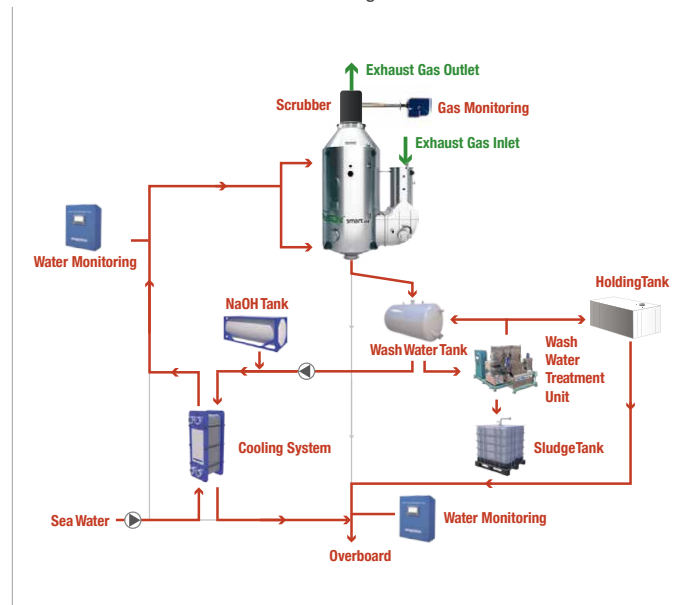 Exhaust Gas Outlet
Scrubber
Gas Monitoring
Exhaust Gas Inlet
smart
Water Monitoring
NaOH Tank
HoldingTank
Wash Water Tank
Wash
Water
Treatment
Unit
Cooling System
SludgeTank
Sea Water
Water Monitoring
Overboard